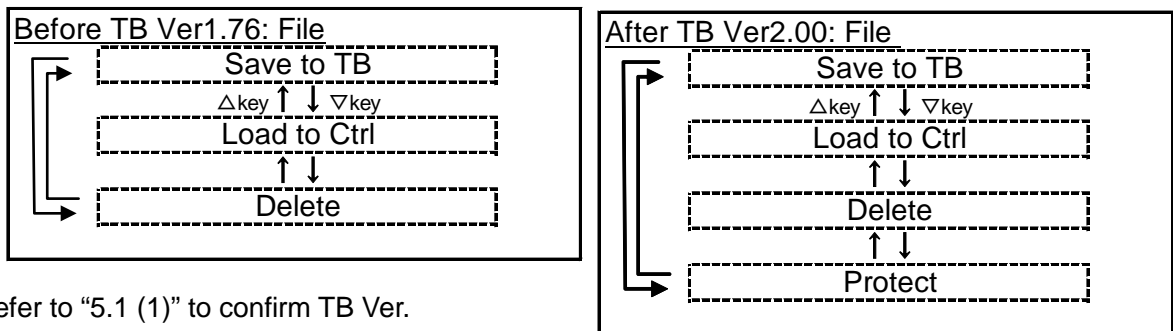 Before TB Ver1.76: File
Save to TB
△key ↑ ↓ ▽key
Load to Ctrl
↑ ↓
Delete
After TB Ver2.00: File
Save to TB
△key ↑ ↓ ▽key
Load to Ctrl
↑ ↓
Delete
↑ ↓
Protect
efer to “5.1 (1)” to confirm TB Ver.